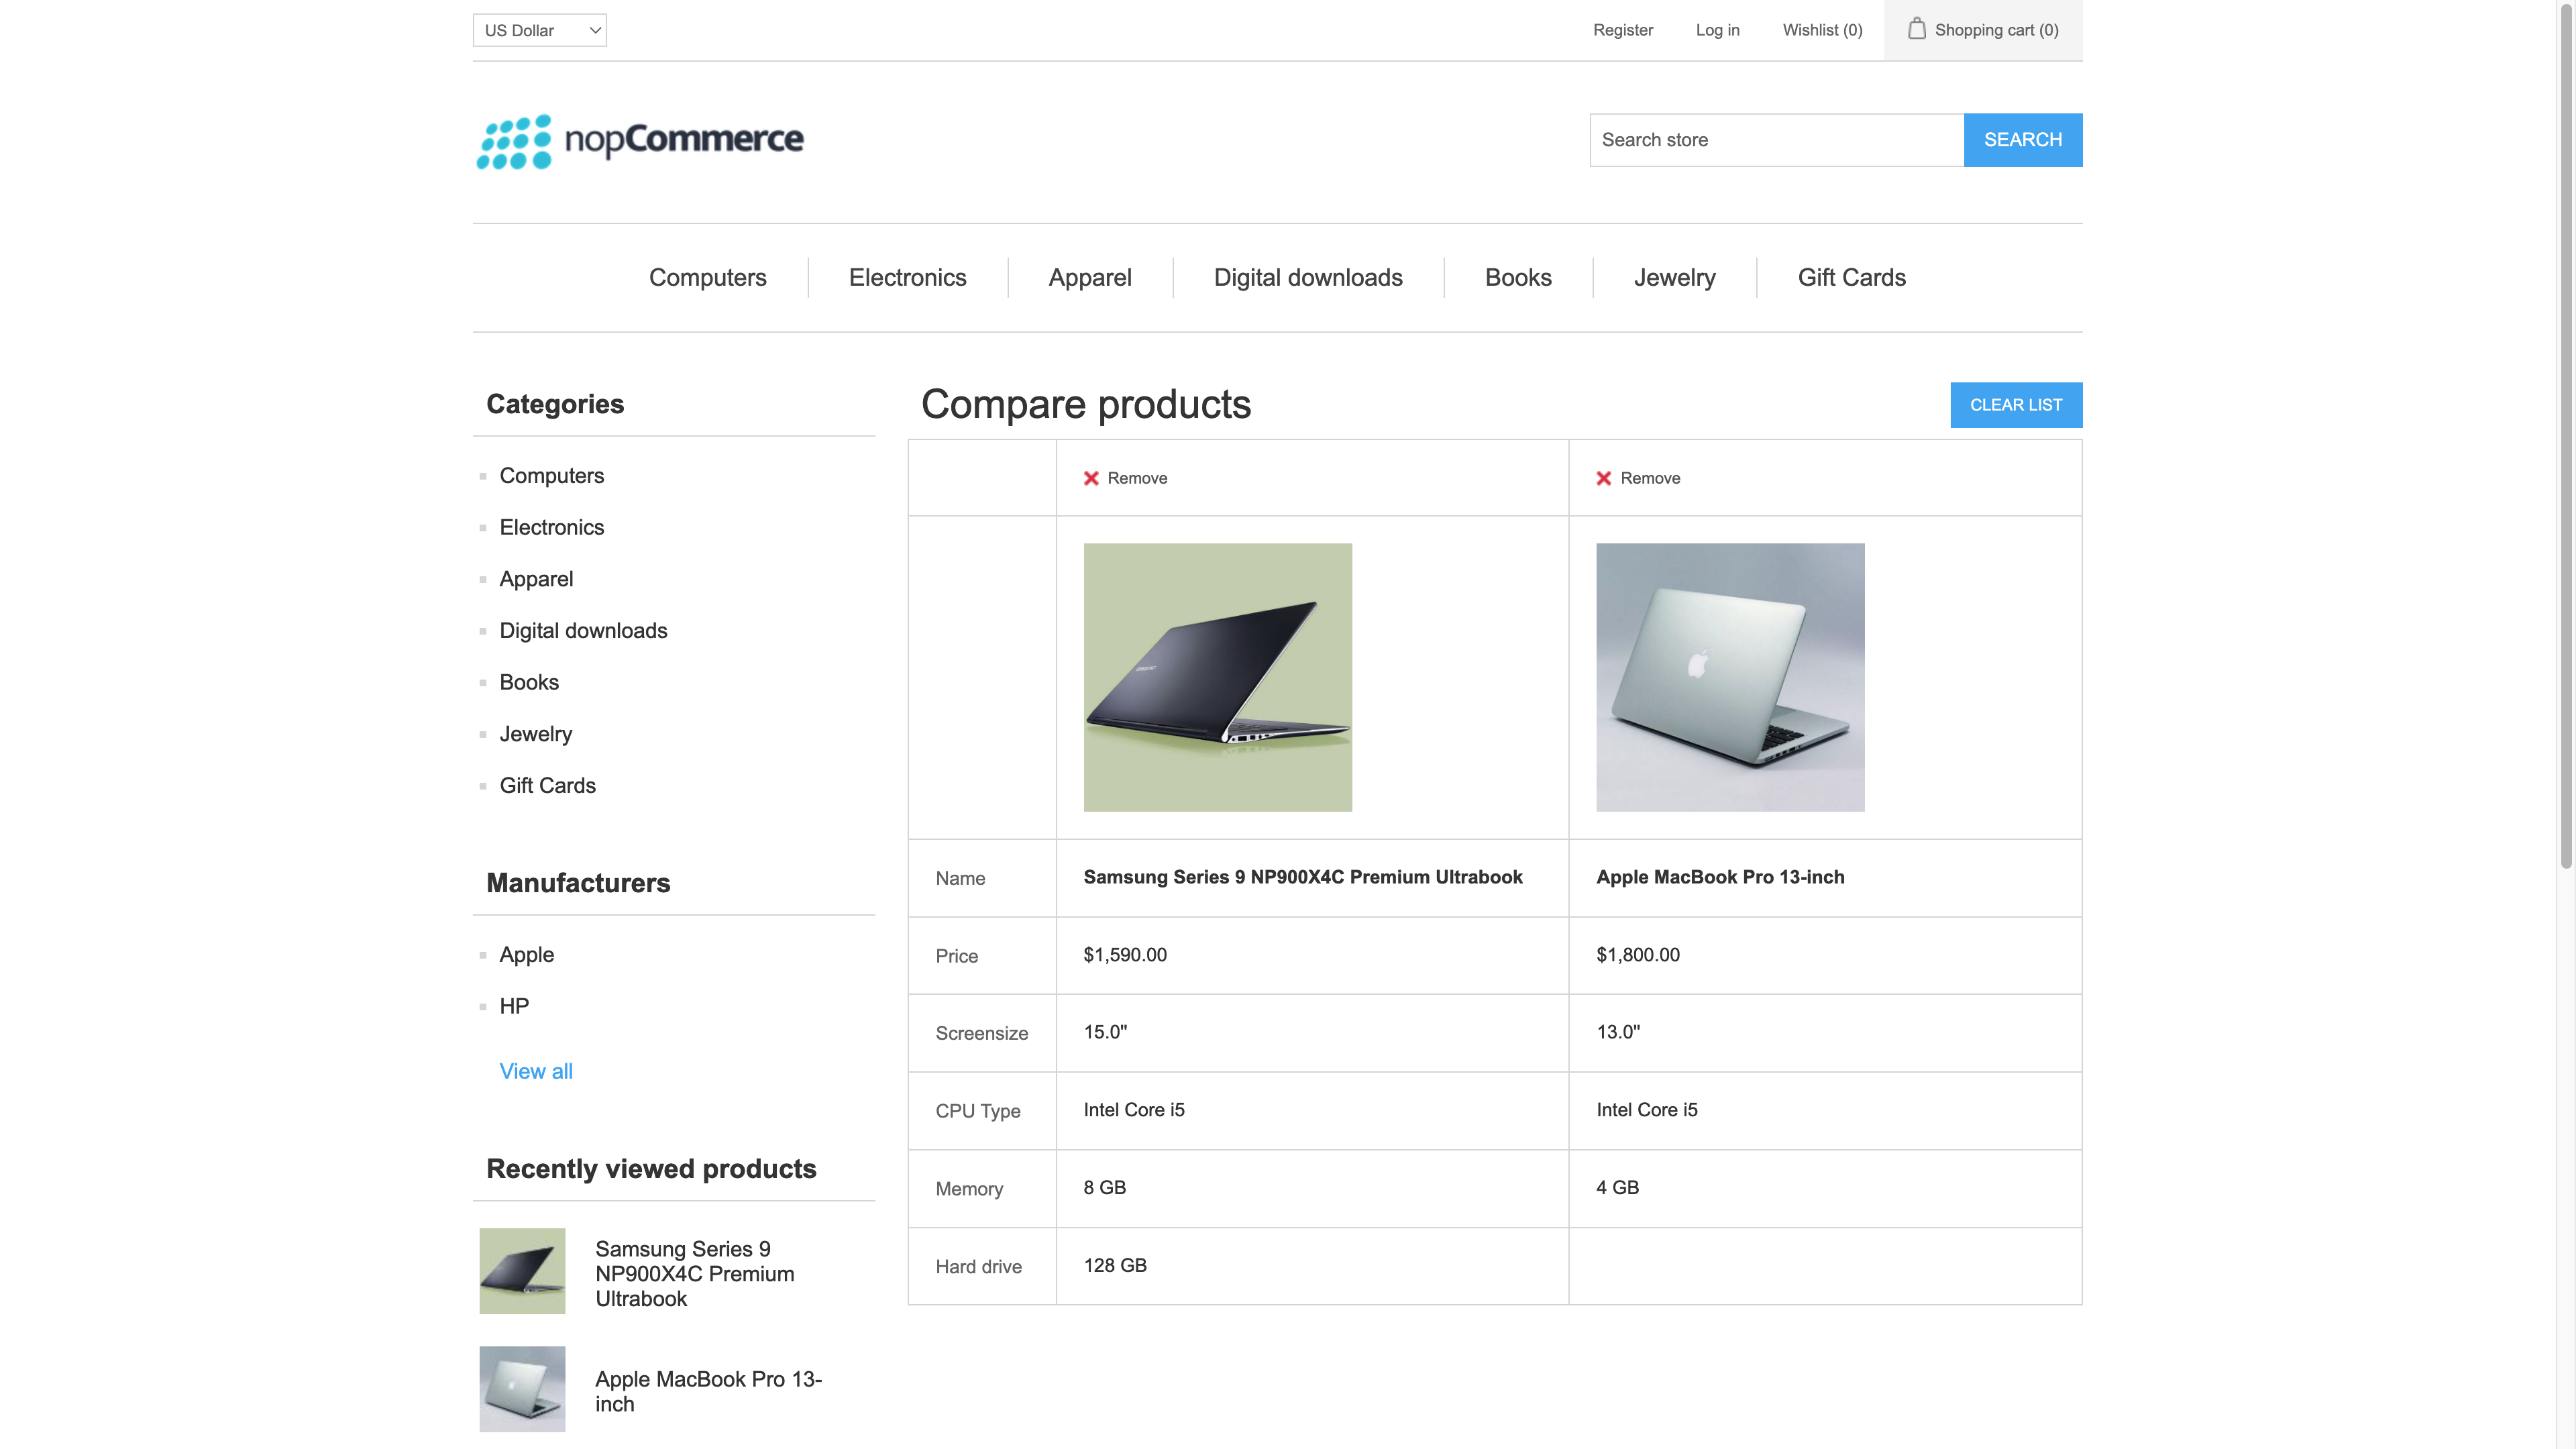 US Dollar
Register
Log in
Wishlist (0)
Shopping cart (0)
nopCommerce
Search store
SEARCH
Computers
Electronics
Apparel
Digital downloads
Books
Jewelry
Gift Cards
Categories
Computers
Electronics
Apparel
Digital downloads
Books
Jewelry
Gift Cards
Manufacturers
Apple
HP
View all
Recently viewed products
Samsung Series 9
NP900X4C Premium
Ultrabook
Apple MacBook Pro 13-
inch
Compare products
CLEAR LIST
Remove
Remove
SAMSUNG
Name
Samsung Series 9 NP900X4C Premium Ultrabook
Apple MacBook Pro 13-inch
Price
$1,590.00
$1,800.00
Screensize
15.0"
13.0"
CPU Type
Intel Core i5
Intel Core i5
Memory
8 GB
4 GB
Hard drive
128 GB